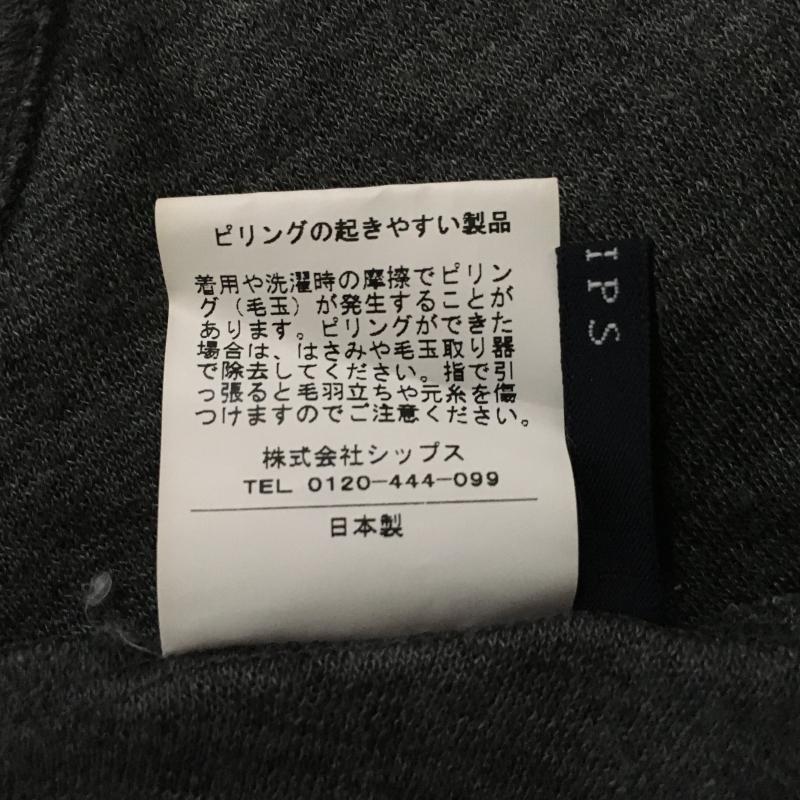 ピリングの起きやすい製品
着用や洗濯時の摩擦でピリン
グ（毛玉）が発生することが
あります。ピリングができた
場合は、はさみや毛玉取り器
で除去してください。指で引
っ張ると毛羽立ちや元糸を傷
つけますのでご注意ください。
株式会社シップス
TEL 0120-444-099
日本製
IPS